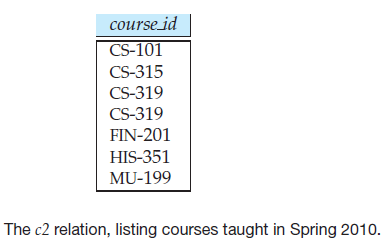 course_id
CS-101
CS-315
CS-319
CS-319
FIN-201
HIS-351
MU-199
The c2 relation, listing courses taught in Spring 2010.